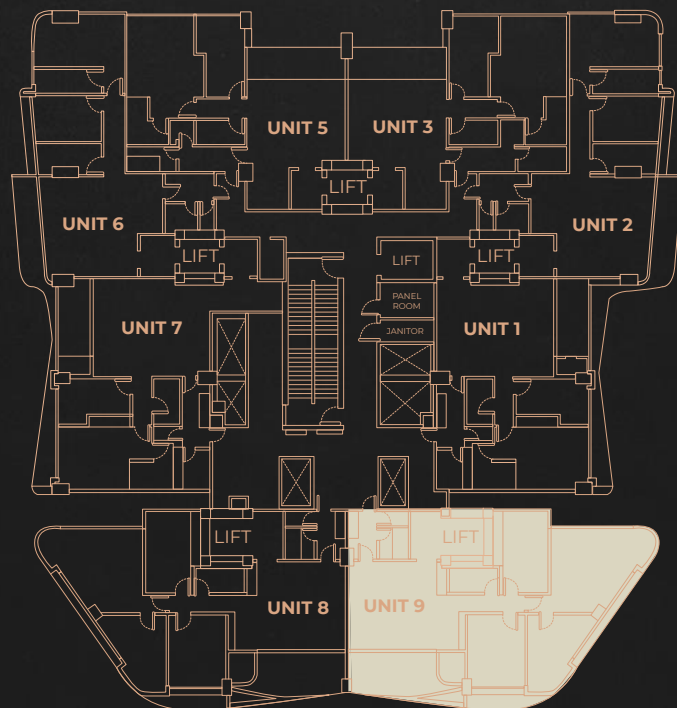 UNIT 5
UNIT 3
LIFT
UNIT 6
UNIT 2
LIFT
LIFT
LIFT
PANEL
ROOM
JANITOR
UNIT 7
UNIT 1
LIFT
LIFT
UNIT 8
UNIT 9